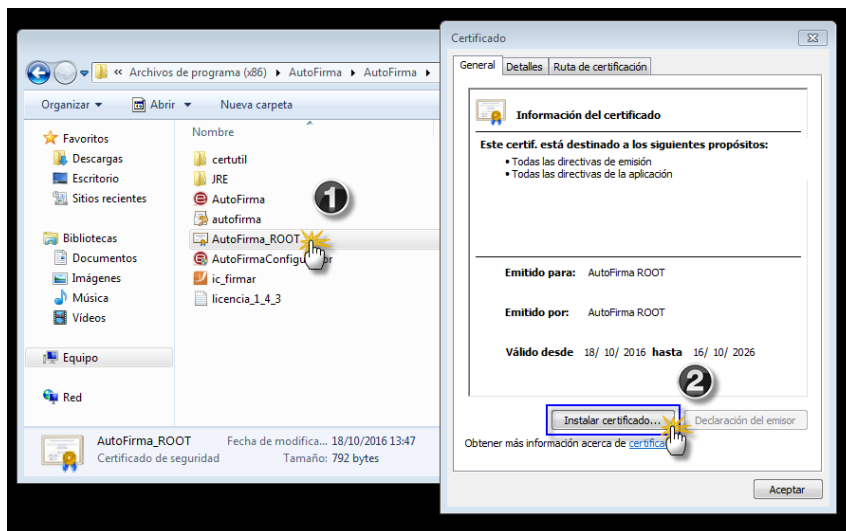 « Archivos de programa (x86) ▸ AutoFirma ▸ AutoFirma ▸
Organizar Abrir Nueva carpeta
Favoritos
Descargas
Escritorio
Sitios recientes
Bibliotecas
Documentos
Imágenes
Música
Vídeos
Equipo
Red
Nombre
certutil
JRE
AutoFirma
autofirma
AutoFirma_ROOT
ic_firmar
licencia_1_4_3
1
AutoFirma_ROOT Fecha de modifica... 18/10/2016 13:47
Certificado de seguridad Tamaño: 792 bytes
Certificado
General Detalles Ruta de certificación
Información del certificado
Este certif. está destinado a los siguientes propósitos:
• Todas las directivas de emisión
• Todas las directivas de la aplicación
Emitido para: AutoFirma ROOT
Emitido por: AutoFirma ROOT
Válido desde 18/ 10/ 2016 hasta 16/ 10/ 2026
2
Instalar certificado... Declaración del emisor
Obtener más información acerca de
Aceptar